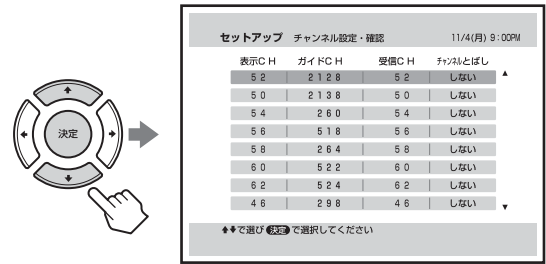 セットアップ チャンネル設定・確認 11/4(月) 9:00PM
表示CH ガイドCH 受信CH チャンネルとばし
52 2128 52 しない
50 2138 50 しない
54 260 54 しない
56 518 56 しない
58 264 58 しない
60 522 60 しない
62 524 62 しない
46 298 46 しない
で選び 決定 で選択してください
決定